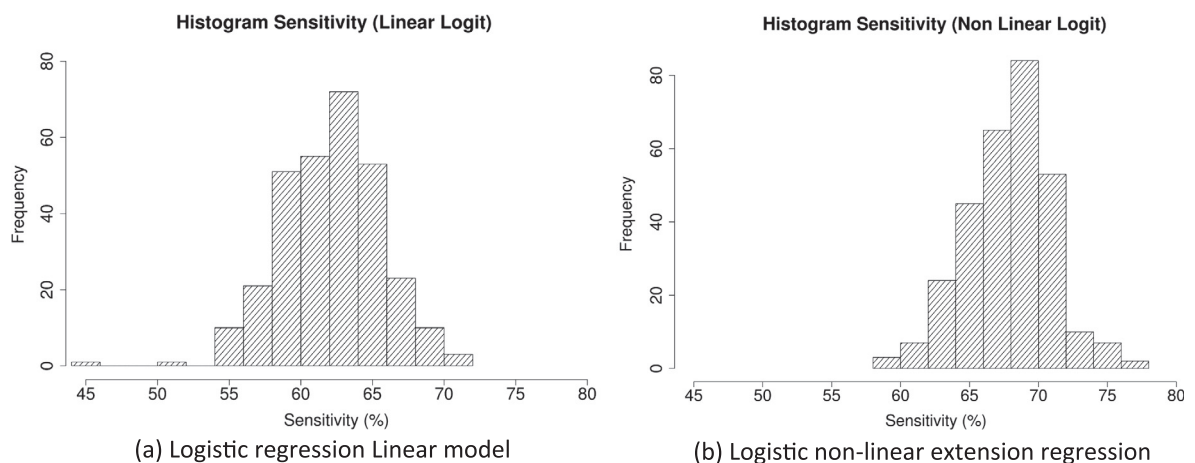 Histogram Sensitivity (Linear Logit)
80
60
40
20
0
Frequency
45 50 55 60 65 70 75 80
Sensitivity (%)
(a) Logistic regression Linear model
Histogram Sensitivity (Non Linear Logit)
80
60
40
20
0
Frequency
45 50 55 60 65 70 75 80
Sensitivity (%)
(b) Logistic non-linear extension regression